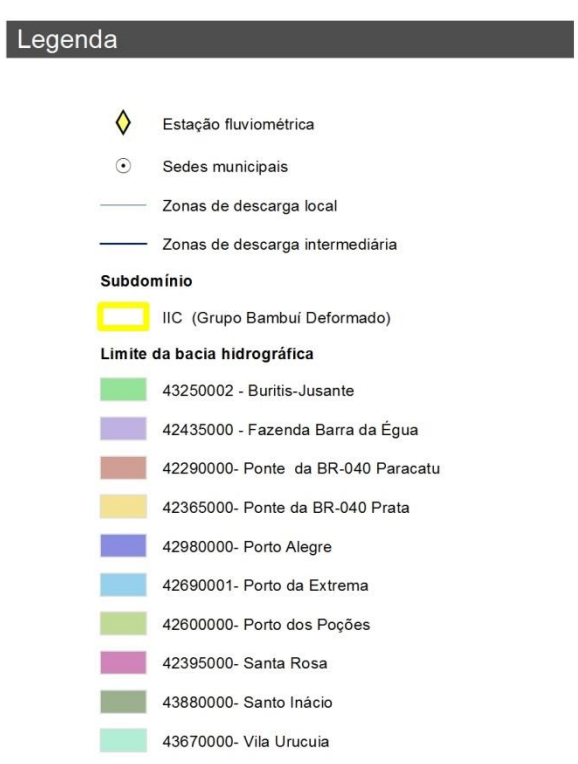 Legenda
Estação fluviométrica
Sedes municipais
Zonas de descarga local
Zonas de descarga intermediária
Subdomínio
IIC (Grupo Bambuí Deformado)
Limite da bacia hidrográfica
43250002 - Buritis-Jusante
42435000 - Fazenda Barra da Égua
42290000- Ponte da BR-040 Paracatu
42365000- Ponte da BR-040 Prata
42980000- Porto Alegre
42690001- Porto da Extrema
42600000- Porto dos Poções
42395000- Santa Rosa
43880000- Santo Inácio
43670000- Vila Urucuia